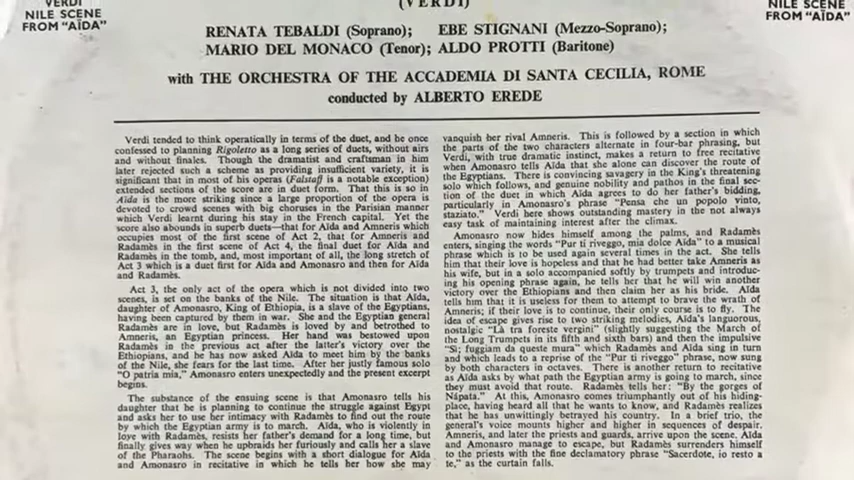 (VERDI)
VERDI
NILE SCENE
FROM "AÏDA"
NILE SCENE
FROM "AÏDA"
RENATA TEBALDI (Soprano); EBE STIGNANI (Mezzo-Soprano);
MARIO DEL MONACO (Tenor); ALDO PROTTI (Baritone)
with THE ORCHESTRA OF THE ACCADEMIA DI SANTA CECILIA, ROME
conducted by ALBERTO EREDE
Verdi tended to think operatically in terms of the duet, and he once
confessed to planning Rigoletto as a long series of duets, without airs
and without finales. Though the dramatist and craftsman in him
later rejected such a scheme as providing insufficient variety, it is
significant that in most of his operas (Falstaff is a notable exception)
extended sections of the score are in duet form. That this is so in
Aïda is the more striking since a large proportion of the opera is
devoted to crowd scenes with big choruses in the Parisian manner
which Verdi learnt during his stay in the French capital. Yet the
score also abounds in superb duets—that for Aïda and Amneris which
occupies most of the first scene of Act 2, that for Amneris and
Radamès in the first scene of Act 4, the final duet for Aïda and
Radamès in the tomb, and, most important of all, the long stretch of
Act 3 which is a duet first for Aïda and Amonasro and then for Aïda
and Radamès.
Act 3, the only act of the opera which is not divided into two
scenes, is set on the banks of the Nile. The situation is that Aïda,
daughter of Amonasro, King of Ethiopia, is a slave of the Egyptians,
having been captured by them in war. She and the Egyptian general
Radamès are in love, but Radamès is loved by and betrothed to
Amneris, an Egyptian princess. Her hand was bestowed upon
Radamès in the previous act after the latter's victory over the
Ethiopians, and he has now asked Aïda to meet him by the banks
of the Nile, she fears for the last time. After her justly famous solo
"O patria mia," Amonasro enters unexpectedly and the present excerpt
begins.
The substance of the ensuing scene is that Amonasro tells his
daughter that he is planning to continue the struggle against Egypt
and asks her to use her intimacy with Radamès to find out the route
by which the Egyptian army is to march. Aïda, who is violently in
love with Radamès, resists her father's demand for a long time, but
finally gives way when he upbraids her furiously and calls her a slave
of the Pharaohs. The scene begins with a short dialogue for Aïda
and Amonasro in recitative in which he tells her how she may
vanquish her rival Amneris. This is followed by a section in which
the parts of the two characters alternate in four-bar phrasing, but
Verdi, with true dramatic instinct, makes a return to free recitative
when Amonasro tells Aïda that she alone can discover the route of
the Egyptians. There is convincing savagery in the King's threatening
solo which follows, and genuine nobility and pathos in the final sec-
tion of the duet in which Aïda agrees to do her father's bidding,
particularly in Amonasro's phrase "Pensa che un popolo vinto,
staziato." Verdi here shows outstanding mastery in the not always
easy task of maintaining interest after the climax.
Amonasro now hides himself among the palms, and Radamès
enters, singing the words "Pur ti riveggo, mia dolce Aïda" to a musical
phrase which is to be used again several times in the act. She tells
him that their love is hopeless and that he had better take Amneris as
his wife, but in a solo accompanied softly by trumpets and introduc-
ing his opening phrase again, he tells her that he will win another
victory over the Ethiopians and then claim her as his bride. Aïda
tells him that it is useless for them to attempt to brave the wrath of
Amneris; if their love is to continue, their only course is to fly. The
idea of escape gives rise to two striking melodies, Aïda's languorous,
nostalgic "Là tra foreste vergini" (slightly suggesting the March of
the Long Trumpets in its fifth and sixth bars) and then the impulsive
"Si; fuggiam da queste mura" which Radamès and Aïda sing in turn
and which leads to a reprise of the "Pur ti riveggo" phrase, now sung
by both characters in octaves. There is another return to recitative
as Aïda asks by what path the Egyptian army is going to march, since
they must avoid that route. Radamès tells her: "By the gorges of
Nápata." At this, Amonasro comes triumphantly out of his hiding-
place, having heard all that he wants to know, and Radamès realizes
that he has unwittingly betrayed his country. In a brief trio, the
general's voice mounts higher and higher in sequences of despair.
Amneris, and later the priests and guards, arrive upon the scene. Aïda
and Amonasro manage to escape, but Radamès surrenders himself
to the priests with the fine declamatory phrase "Sacerdote, io resto a
te," as the curtain falls.